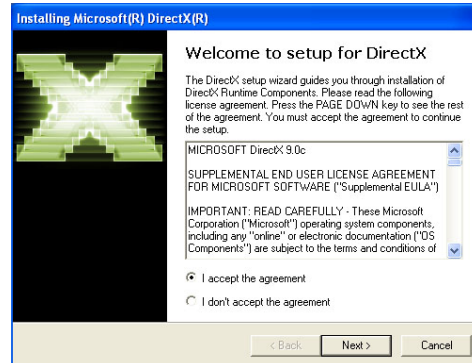 Installing Microsoft(R) DirectX(R)
Welcome to setup for DirectX
The DirectX setup wizard guides you through installation of
DirectX Runtime Components. Please read the following
license agreement. Press the PAGE DOWN key to see the rest
of the agreement. You must accept the agreement to continue
the setup.
MICROSOFT DirectX 9.0c
SUPPLEMENTAL END USER LICENSE AGREEMENT
FOR MICROSOFT SOFTWARE ("Supplemental EULA")
IMPORTANT: READ CAREFULLY - These Microsoft
Corporation ("Microsoft") operating system components,
including any "online" or electronic documentation ("OS
Components") are subject to the terms and conditions of
I accept the agreement
I don't accept the agreement
< Back
Next >
Cancel